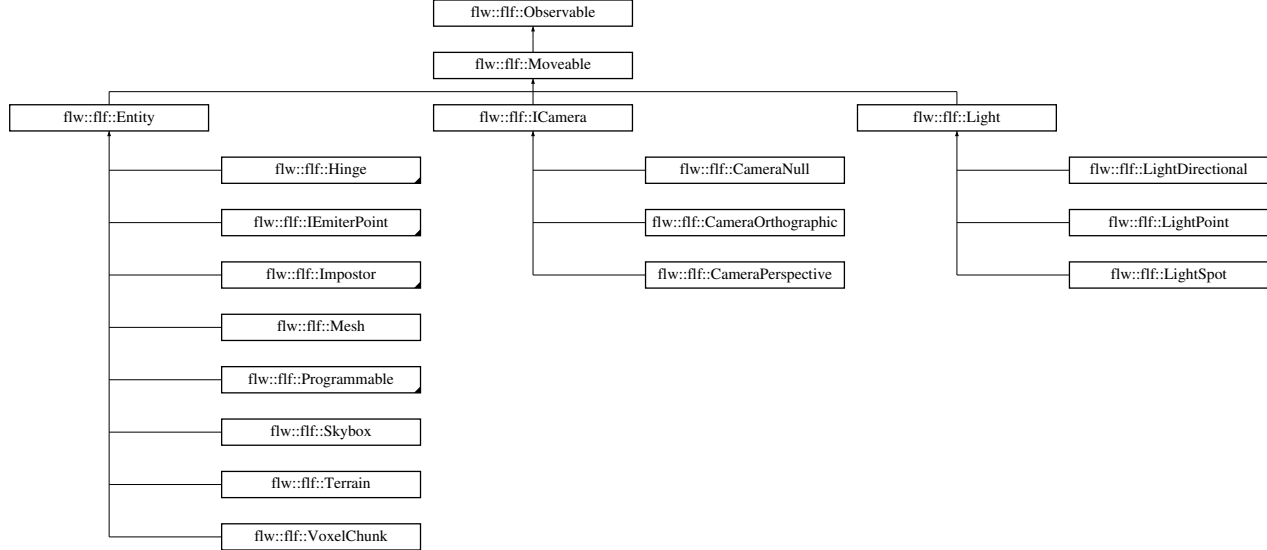 flw::flf::Observable
flw::flf::Moveable
flw::flf::Entity
flw::flf::ICamera
flw::flf::Light
flw::flf::Hinge
flw::flf::CameraNull
flw::flf::LightDirectional
flw::flf::IEmiterPoint
flw::flf::CameraOrthographic
flw::flf::LightPoint
flw::flf::Impostor
flw::flf::CameraPerspective
flw::flf::LightSpot
flw::flf::Mesh
flw::flf::Programmable
flw::flf::Skybox
flw::flf::Terrain
flw::flf::VoxelChunk